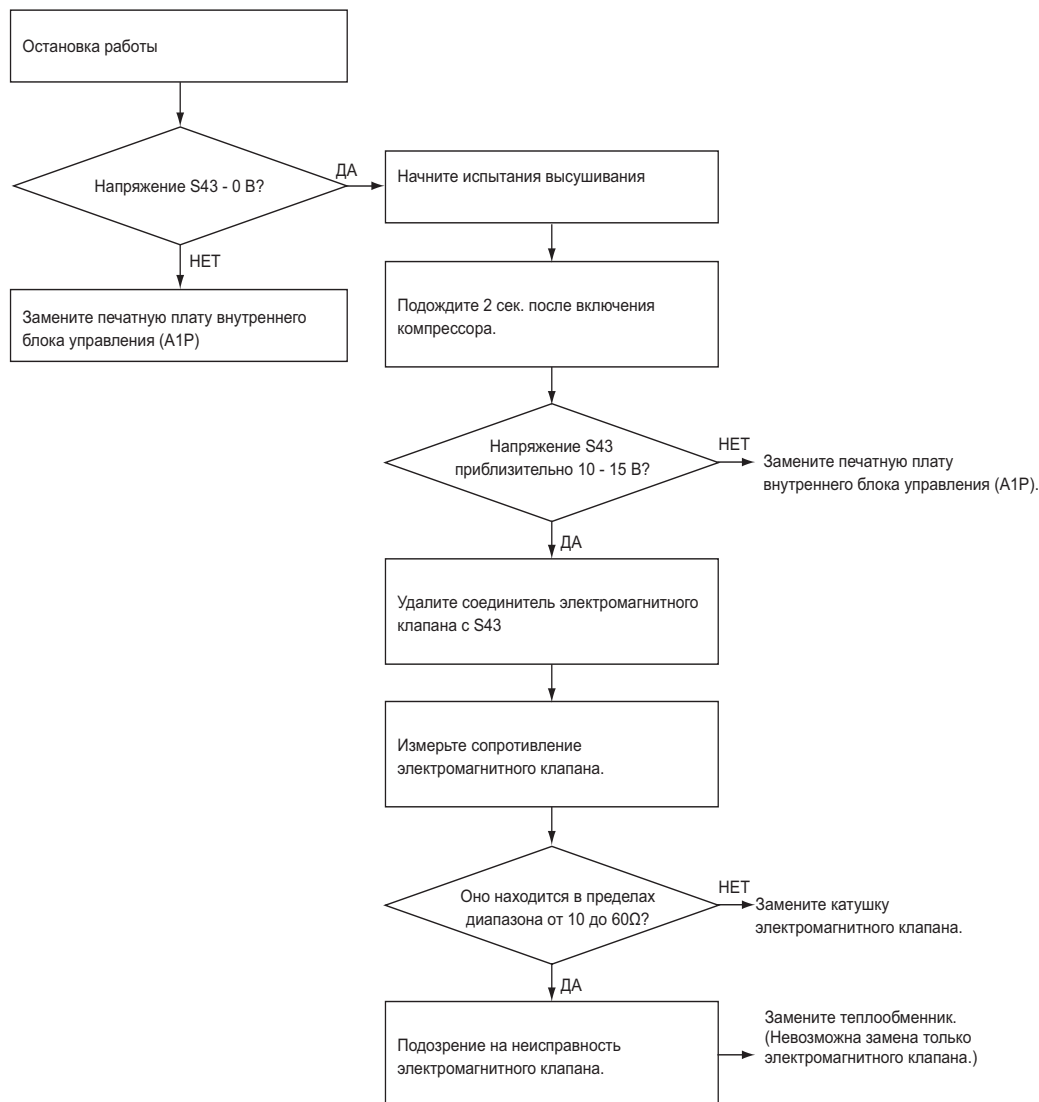 Остановка работы
Напряжение S43 - 0 В?
ДА
Начните испытания высушивания
НЕТ
Замените печатную плату внутреннего
блока управления (A1P)
Подождите 2 сек. после включения
компрессора.
Напряжение S43
приблизительно 10 - 15 В?
НЕТ
Замените печатную плату
внутреннего блока управления (A1P).
ДА
Удалите соединитель электромагнитного
клапана с S43
Измерьте сопротивление
электромагнитного клапана.
Оно находится в пределах
диапазона от 10 до 60Ω?
НЕТ
Замените катушку
электромагнитного клапана.
ДА
Подозрение на неисправность
электромагнитного клапана.
Замените теплообменник.
(Невозможна замена только
электромагнитного клапана.)